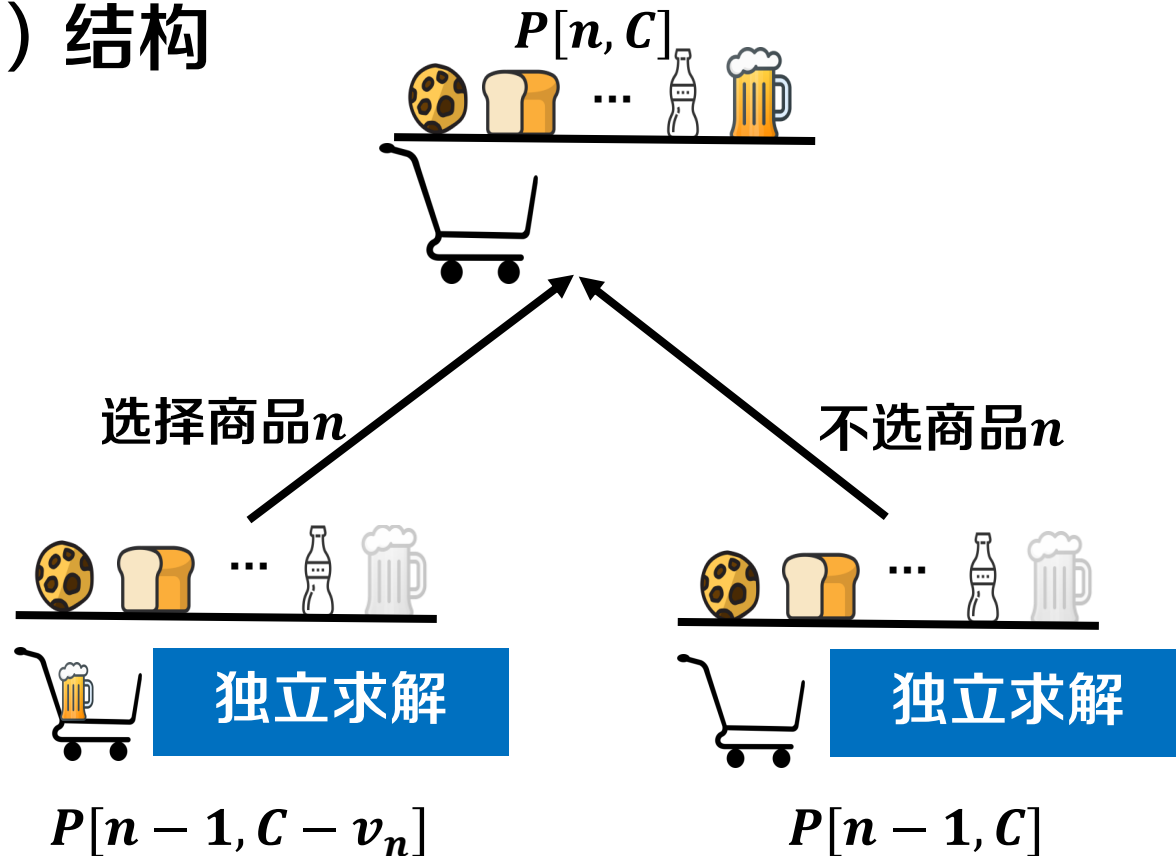 ）结构
P[n, C]
...
选择商品n
不选商品n
...
...
独立求解
独立求解
P[n − 1, C − vₙ]
P[n − 1, C]